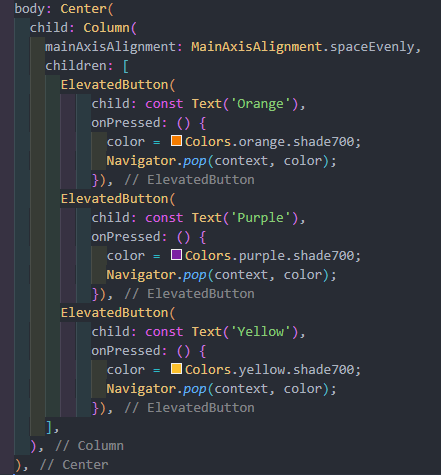 body: Center(
  child: Column(
    mainAxisAlignment: MainAxisAlignment.spaceEvenly,
    children: [
      ElevatedButton(
          child: const Text('Orange'),
          onPressed: () {
            color = Colors.orange.shade700;
            Navigator.pop(context, color);
          }), // ElevatedButton
      ElevatedButton(
          child: const Text('Purple'),
          onPressed: () {
            color = Colors.purple.shade700;
            Navigator.pop(context, color);
          }), // ElevatedButton
      ElevatedButton(
          child: const Text('Yellow'),
          onPressed: () {
            color = Colors.yellow.shade700;
            Navigator.pop(context, color);
          }), // ElevatedButton
    ],
  ), // Column
), // Center